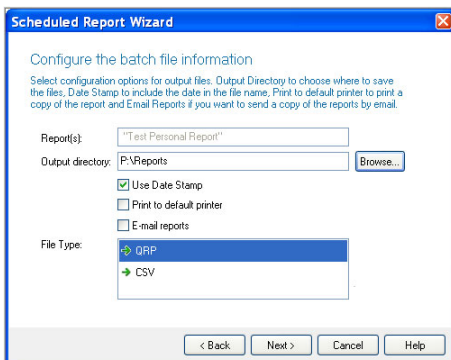 Scheduled Report Wizard
Configure the batch file information
Select configuration options for output files. Output Directory to choose where to save
the files, Date Stamp to include the date in the file name, Print to default printer to print a
copy of the report and Email Reports if you want to send a copy of the reports by email.
Report(s): "Test Personal Report"
Output directory: P:\Reports Browse...
Use Date Stamp
Print to default printer
E-mail reports
File Type: QRP
CSV
< Back Next > Cancel Help